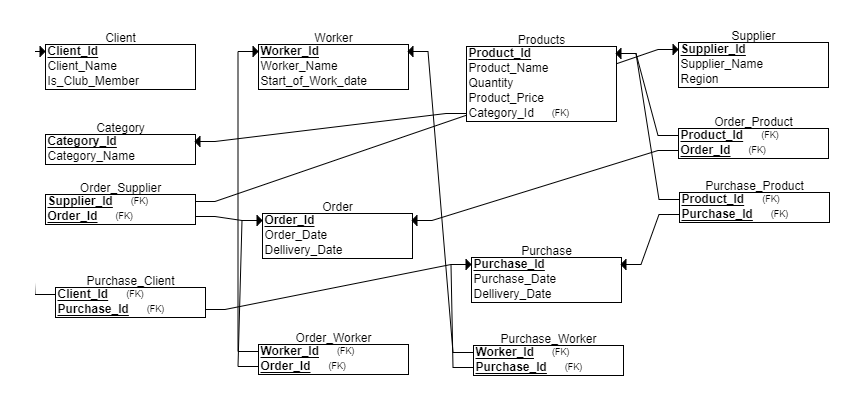 Client
Client_Id
Client_Name
Is_Club_Member
Worker
Worker_Id
Worker_Name
Start_of_Work_date
Products
Product_Id
Product_Name
Quantity
Product_Price
Category_Id (FK)
Supplier
Supplier_Id
Supplier_Name
Region
Category
Category_Id
Category_Name
Order_Product
Product_Id (FK)
Order_Id (FK)
Order_Supplier
Supplier_Id (FK)
Order_Id (FK)
Order
Order_Id
Order_Date
Dellivery_Date
Purchase_Product
Product_Id (FK)
Purchase_Id (FK)
Purchase
Purchase_Id
Purchase_Date
Dellivery_Date
Purchase_Client
Client_Id (FK)
Purchase_Id (FK)
Order_Worker
Worker_Id (FK)
Order_Id (FK)
Purchase_Worker
Worker_Id (FK)
Purchase_Id (FK)